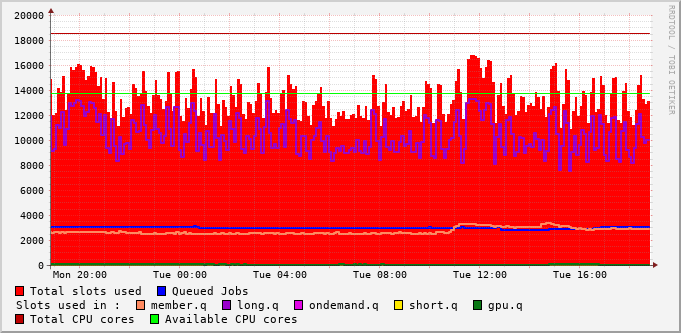 20000
18000
16000
14000
12000
10000
8000
6000
4000
2000
0
Mon 20:00 Tue 00:00 Tue 04:00 Tue 08:00 Tue 12:00 Tue 16:00
Total slots used Queued Jobs
Slots used in : member.q long.q ondemand.q short.q gpu.q
Total CPU cores Available CPU cores
RRDTOOL / TOBI OETIKER